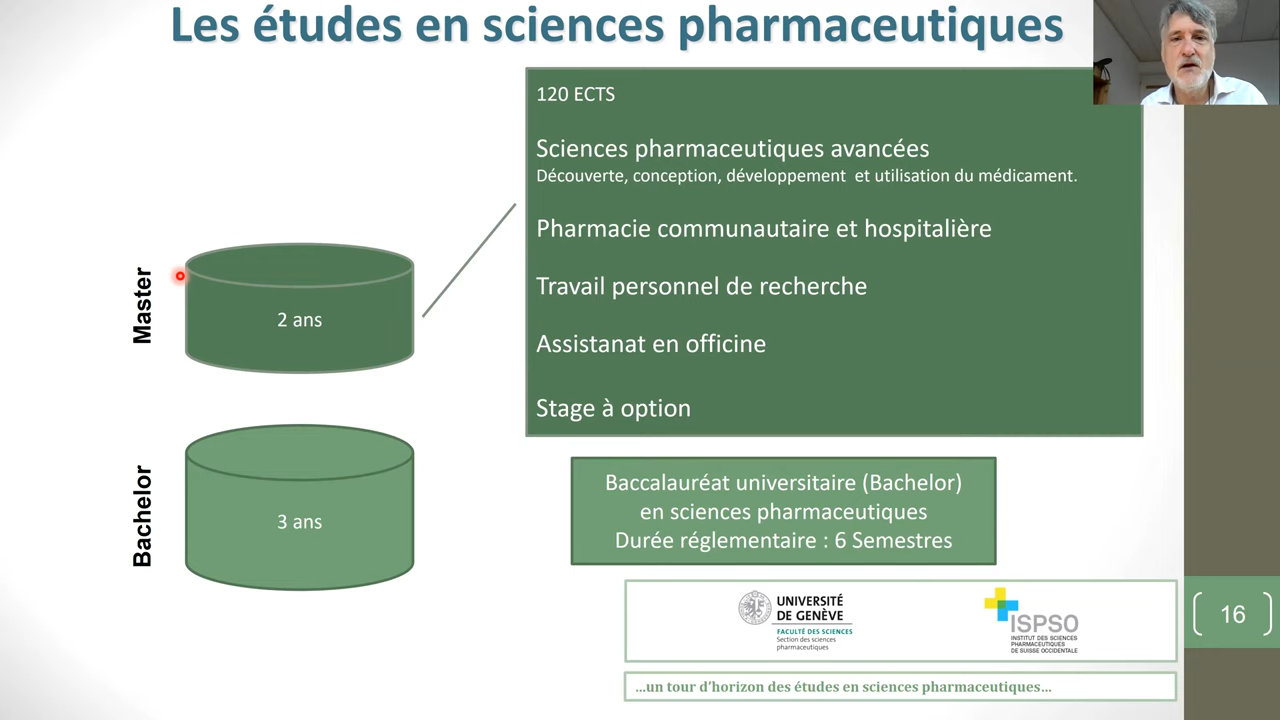 Les études en sciences pharmaceutiques
120 ECTS
Sciences pharmaceutiques avancées
Découverte, conception, développement et utilisation du médicament.
Pharmacie communautaire et hospitalière
Travail personnel de recherche
Assistanat en officine
Stage à option
Master
2 ans
Bachelor
3 ans
Baccalauréat universitaire (Bachelor)
en sciences pharmaceutiques
Durée réglementaire : 6 Semestres
UNIVERSITÉ
DE GENÈVE
FACULTÉ DES SCIENCES
Section des sciences
pharmaceutiques
ISPSO
INSTITUT DES SCIENCES
PHARMACEUTIQUES
DE SUISSE OCCIDENTALE
16
...un tour d'horizon des études en sciences pharmaceutiques...